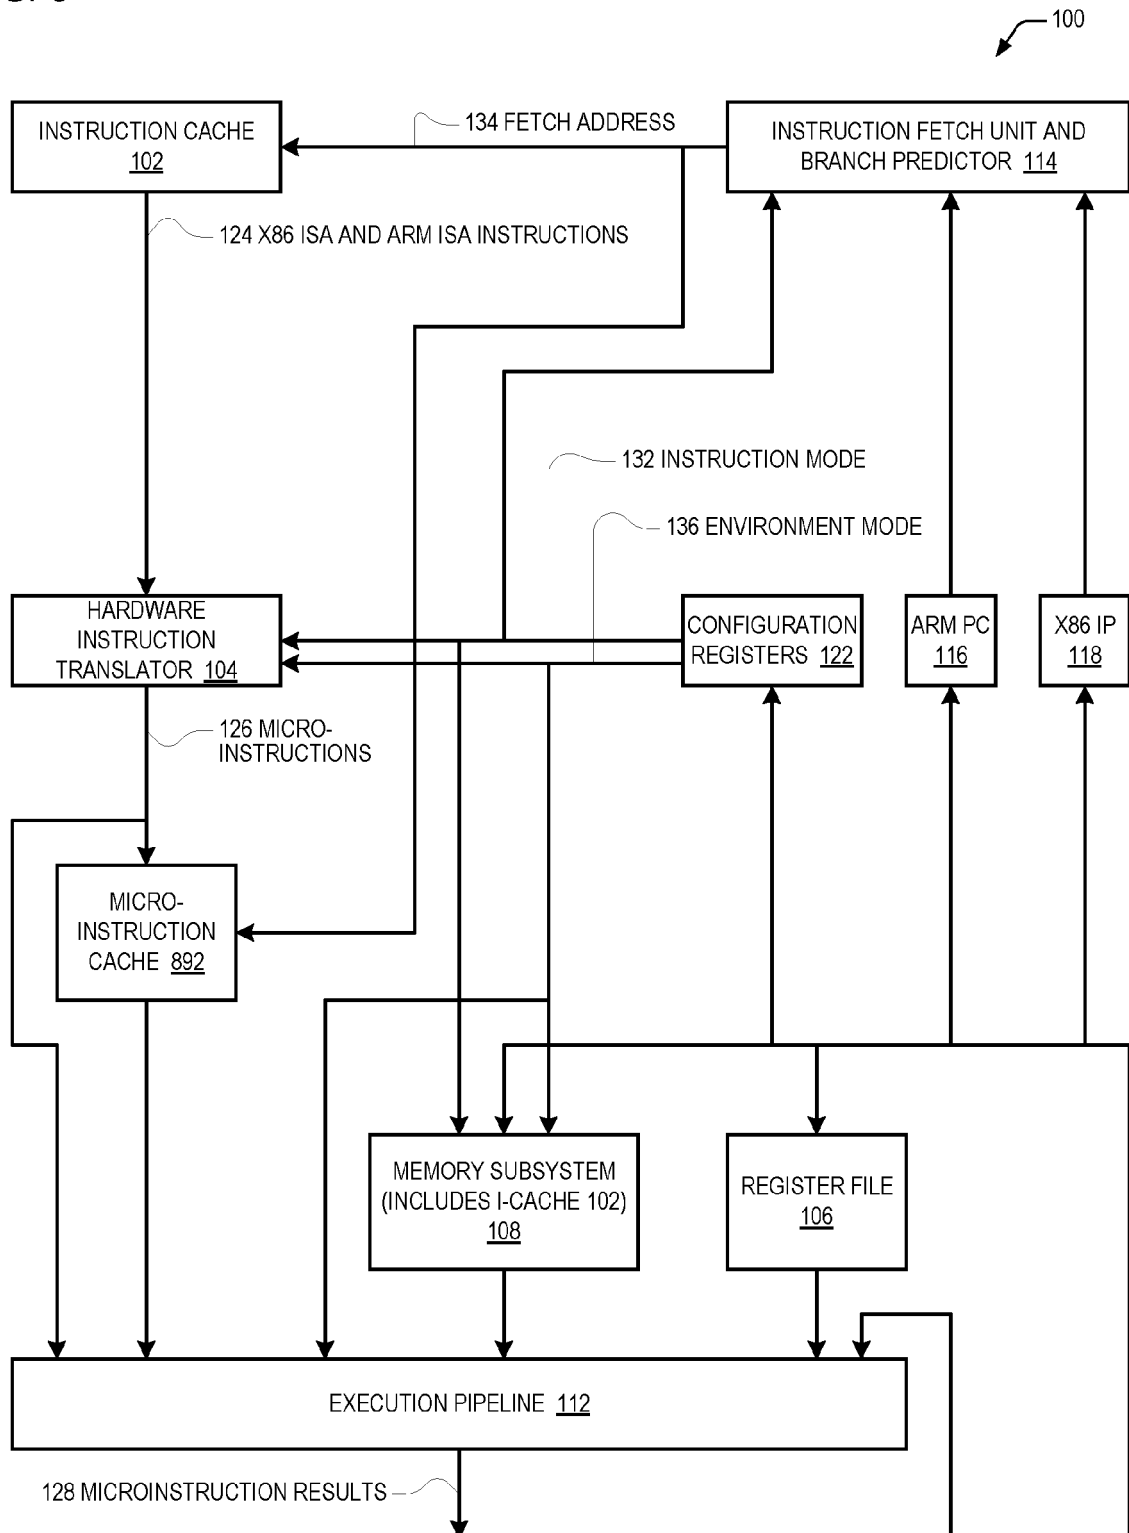 100
INSTRUCTION CACHE
102
134 FETCH ADDRESS
INSTRUCTION FETCH UNIT AND
BRANCH PREDICTOR 114
124 X86 ISA AND ARM ISA INSTRUCTIONS
132 INSTRUCTION MODE
136 ENVIRONMENT MODE
HARDWARE
INSTRUCTION
TRANSLATOR 104
CONFIGURATION
REGISTERS 122
ARM PC
116
X86 IP
118
126 MICRO-
INSTRUCTIONS
MICRO-
INSTRUCTION
CACHE 892
MEMORY SUBSYSTEM
(INCLUDES I-CACHE 102)
108
REGISTER FILE
106
EXECUTION PIPELINE 112
128 MICROINSTRUCTION RESULTS